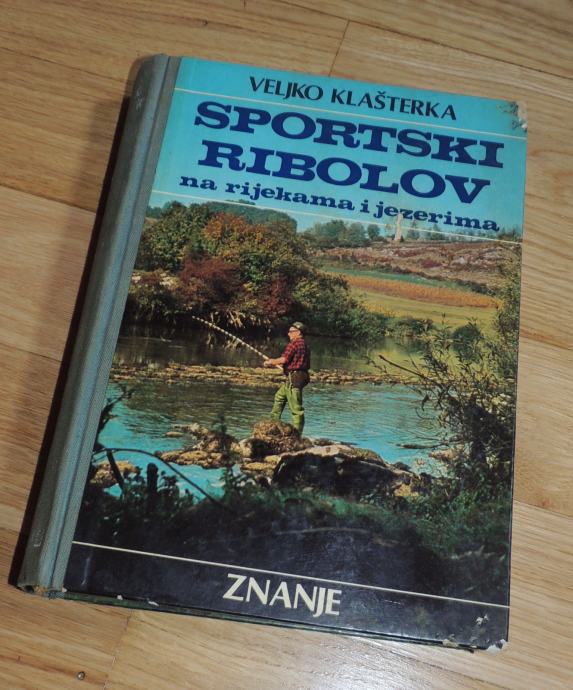 VELJKO KLAŠTERKA
SPORTSKI
RIBOLOV
na rijekama i jezerima
ZNANJE